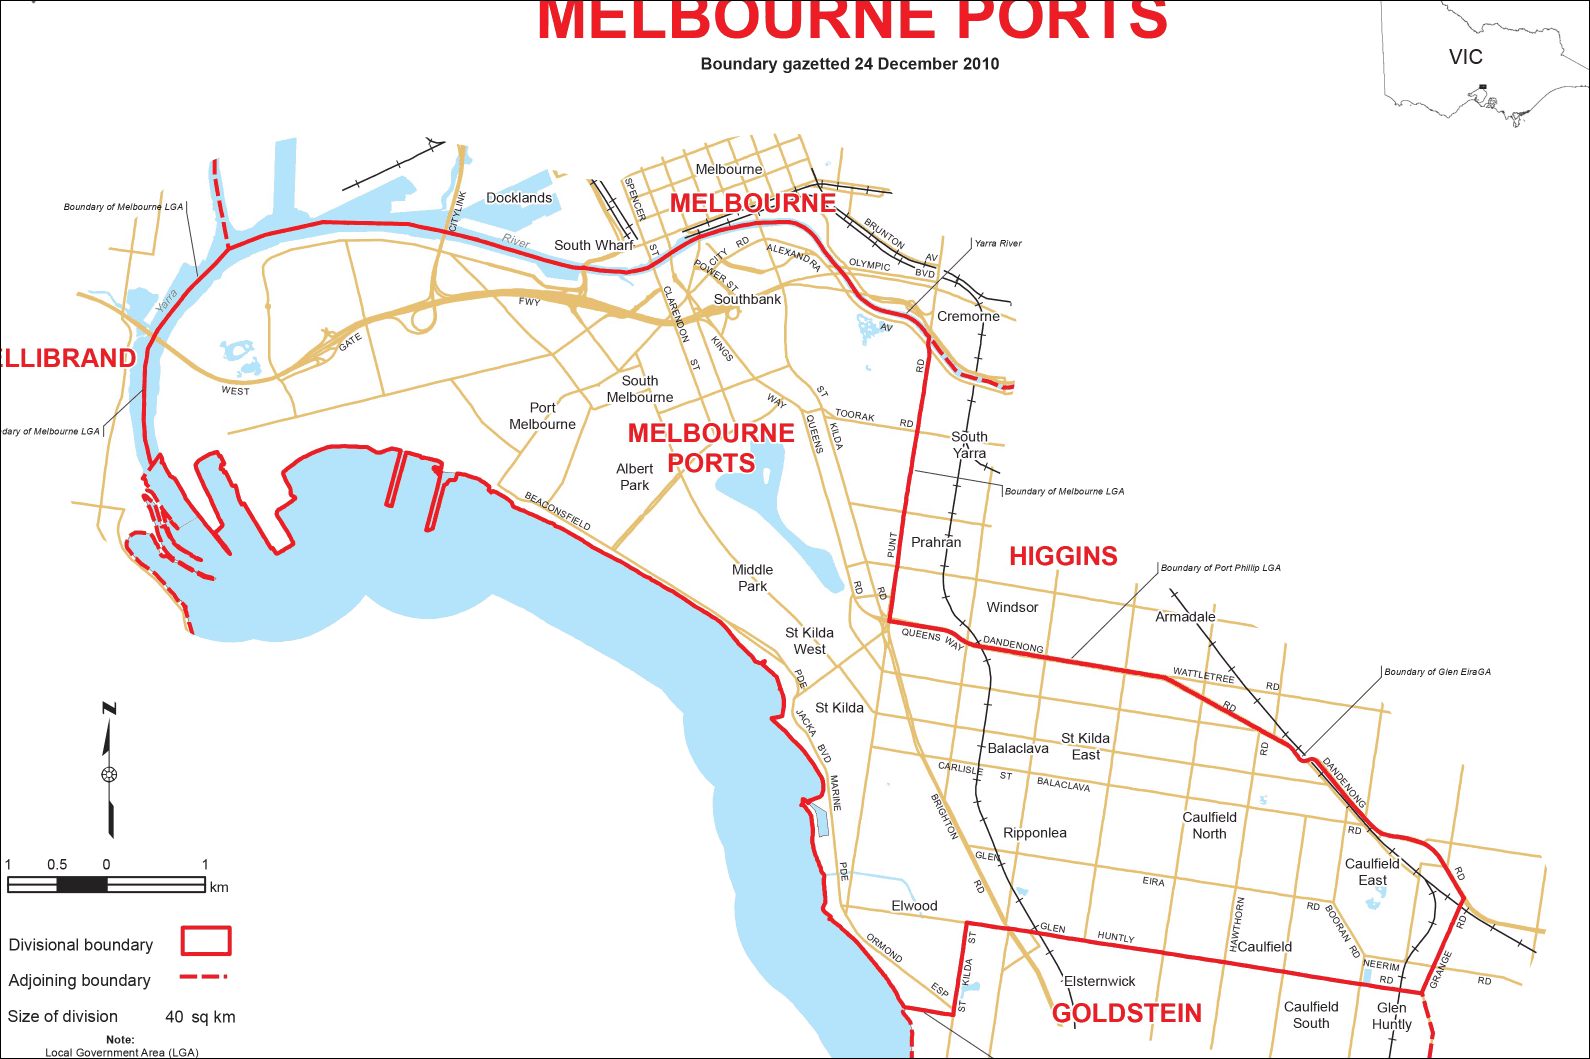 MELBOURNE PORTS
Boundary gazetted 24 December 2010
VIC
Melbourne
Docklands
SPENCER
ST
CITYLINK
Boundary of Melbourne LGA
MELBOURNE
River
South Wharf
CITY
RD
BRUNTON
AV
Yarra River
ALEXANDRA
OLYMPIC
BVD
POWER ST
Southbank
Yarra
FWY
CLARENDON
ST
Cremorne
AV
GATE
KINGS
ELLIBRAND
WEST
RD
South
Melbourne
WAY
ST
Port
Melbourne
TOORAK
RD
QUEENS
KILDA
dary of Melbourne LGA
MELBOURNE
PORTS
South
Yarra
Albert
Park
Boundary of Melbourne LGA
BEACONSFIELD
PUNT
Prahran
HIGGINS
Middle
Park
Boundary of Port Phillip LGA
RD
RD
Windsor
Armadale
St Kilda
West
QUEENS WAY
DANDENONG
PDE
WATTLETREE
RD
Boundary of Glen EiraGA
RD
St Kilda
JACKA
BVD
St Kilda
East
Balaclava
RD
CARLISLE
ST
BALACLAVA
DANDENONG
MARINE
BRIGHTON
Caulfield
North
RD
Ripponlea
GLEN
EIRA
Caulfield
East
RD
PDE
RD
RD
N
1 0.5 0 1
km
Elwood
HAWTHORN
BOORAN
RD
RD
GLEN
HUNTLY
Caulfield
ORMOND
ESP
ST
KILDA
ST
NEERIM
RD
RD
GRANGE
Elsternwick
GOLDSTEIN
Caulfield
South
Glen
Huntly
Divisional boundary
Adjoining boundary
Size of division 40 sq km
Note:
Local Government Area (LGA)